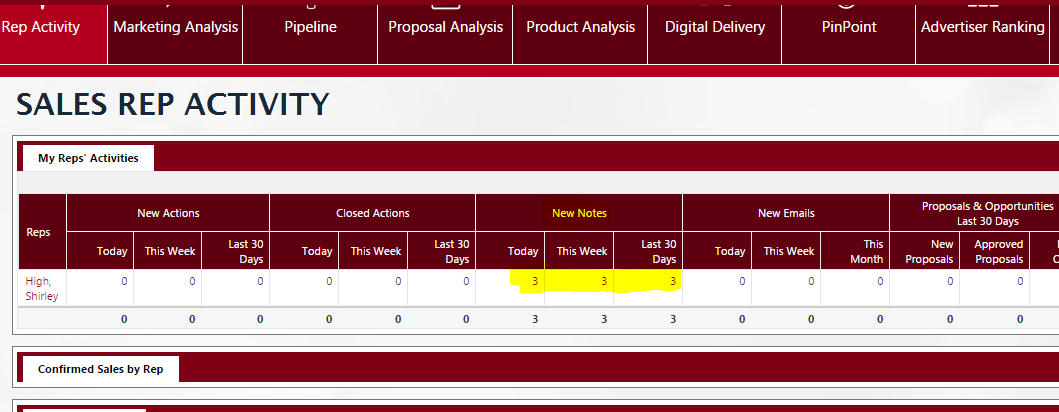 Rep Activity Marketing Analysis Pipeline Proposal Analysis Product Analysis Digital Delivery PinPoint Advertiser Ranking
SALES REP ACTIVITY
My Reps' Activities
Reps New Actions Closed Actions New Notes New Emails Proposals & Opportunities
Last 30 Days
Today This Week Last 30 Days Today This Week Last 30 Days Today This Week Last 30 Days Today This Week This Month New Proposals Approved Proposals
High, Shirley 0 0 0 0 0 0 3 3 3 0 0 0 0 0
0 0 0 0 0 0 3 3 3 0 0 0 0 0
Confirmed Sales by Rep